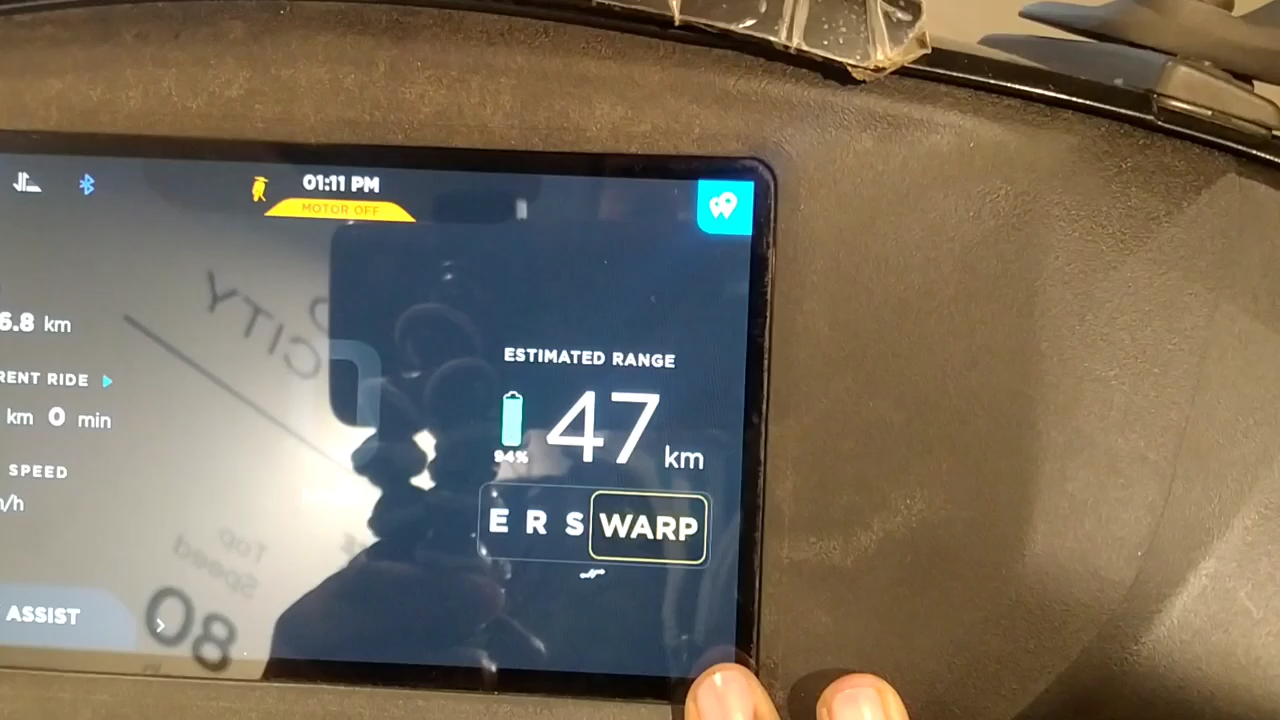 01:11 PM
MOTOR OFF
6.8 km
ESTIMATED RANGE
RENT RIDE
47 km
km 0 min
94%
SPEED
/h
E R S WARP
ASSIST
CITY
Top
Speed
80